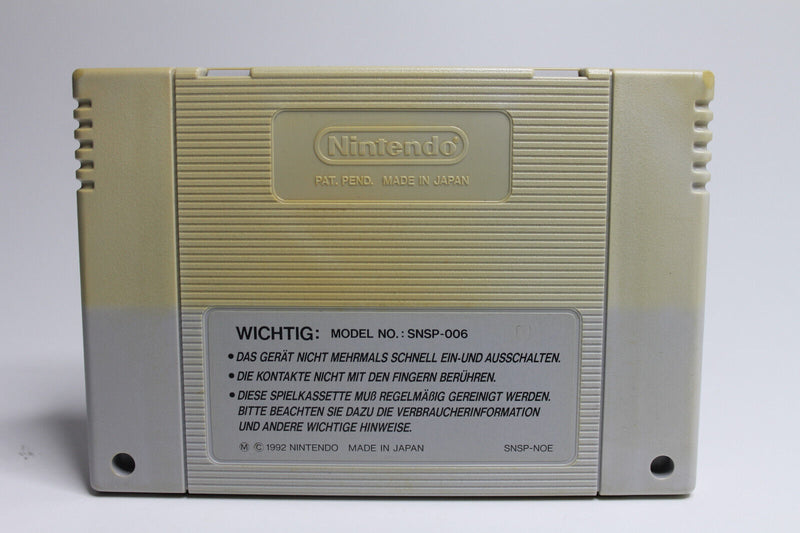 Nintendo
PAT. PEND. MADE IN JAPAN
WICHTIG: MODEL NO.: SNSP-006
• DAS GERÄT NICHT MEHRMALS SCHNELL EIN-UND AUSSCHALTEN.
• DIE KONTAKTE NICHT MIT DEN FINGERN BERÜHREN.
• DIESE SPIELKASSETTE MUß REGELMÄßIG GEREINIGT WERDEN.
BITTE BEACHTEN SIE DAZU DIE VERBRAUCHERINFORMATION
UND ANDERE WICHTIGE HINWEISE.
Ⓜ © 1992 NINTENDO MADE IN JAPAN SNSP-NOE